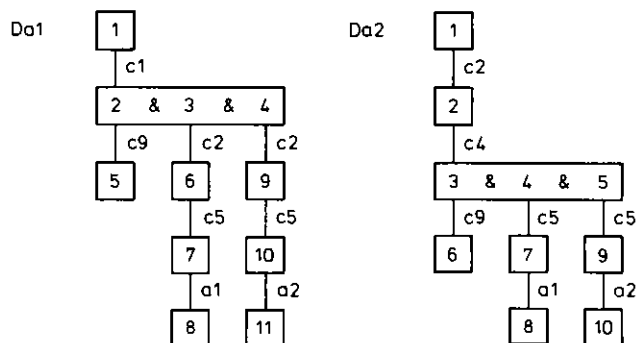 Da1 1 Da2 1
c1 c2
2 & 3 & 4 2
c9 c2 c2 c4
5 6 9 3 & 4 & 5
c5 c5 c9 c5 c5
7 10 6 7 9
a1 a2 a1 a2
8 11 8 10